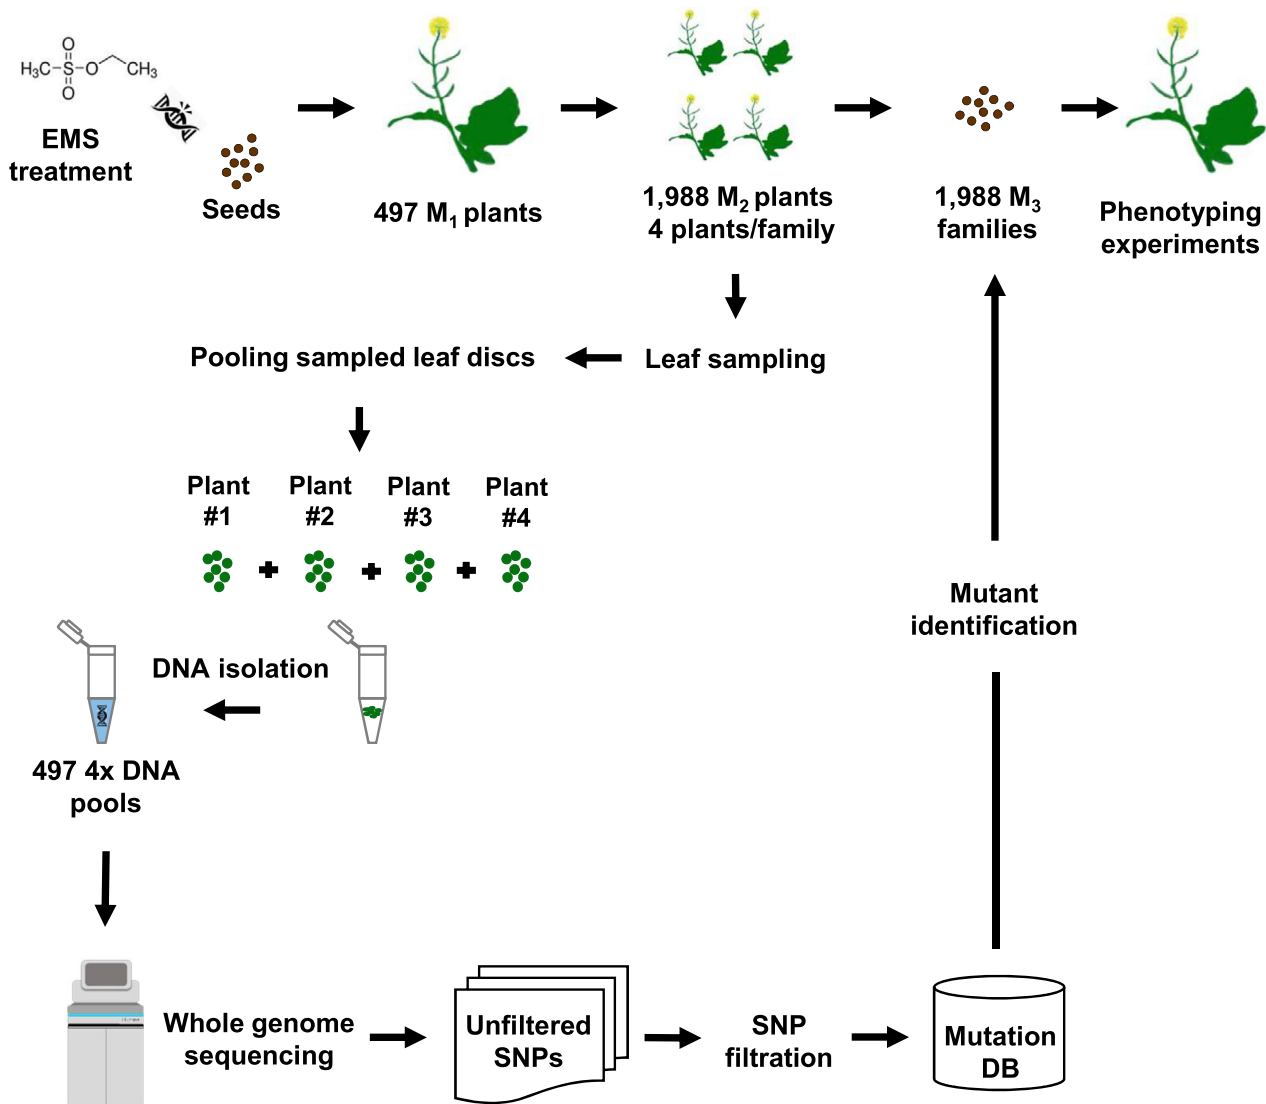 H₃C-S-O CH₃
O
O
EMS
treatment
Seeds
497 M₁ plants
1,988 M₂ plants
4 plants/family
1,988 M₃
families
Phenotyping
experiments
Pooling sampled leaf discs
Leaf sampling
Plant
#1
Plant
#2
Plant
#3
Plant
#4
DNA isolation
497 4x DNA
pools
Mutant
identification
Whole genome
sequencing
Unfiltered
SNPs
SNP
filtration
Mutation
DB